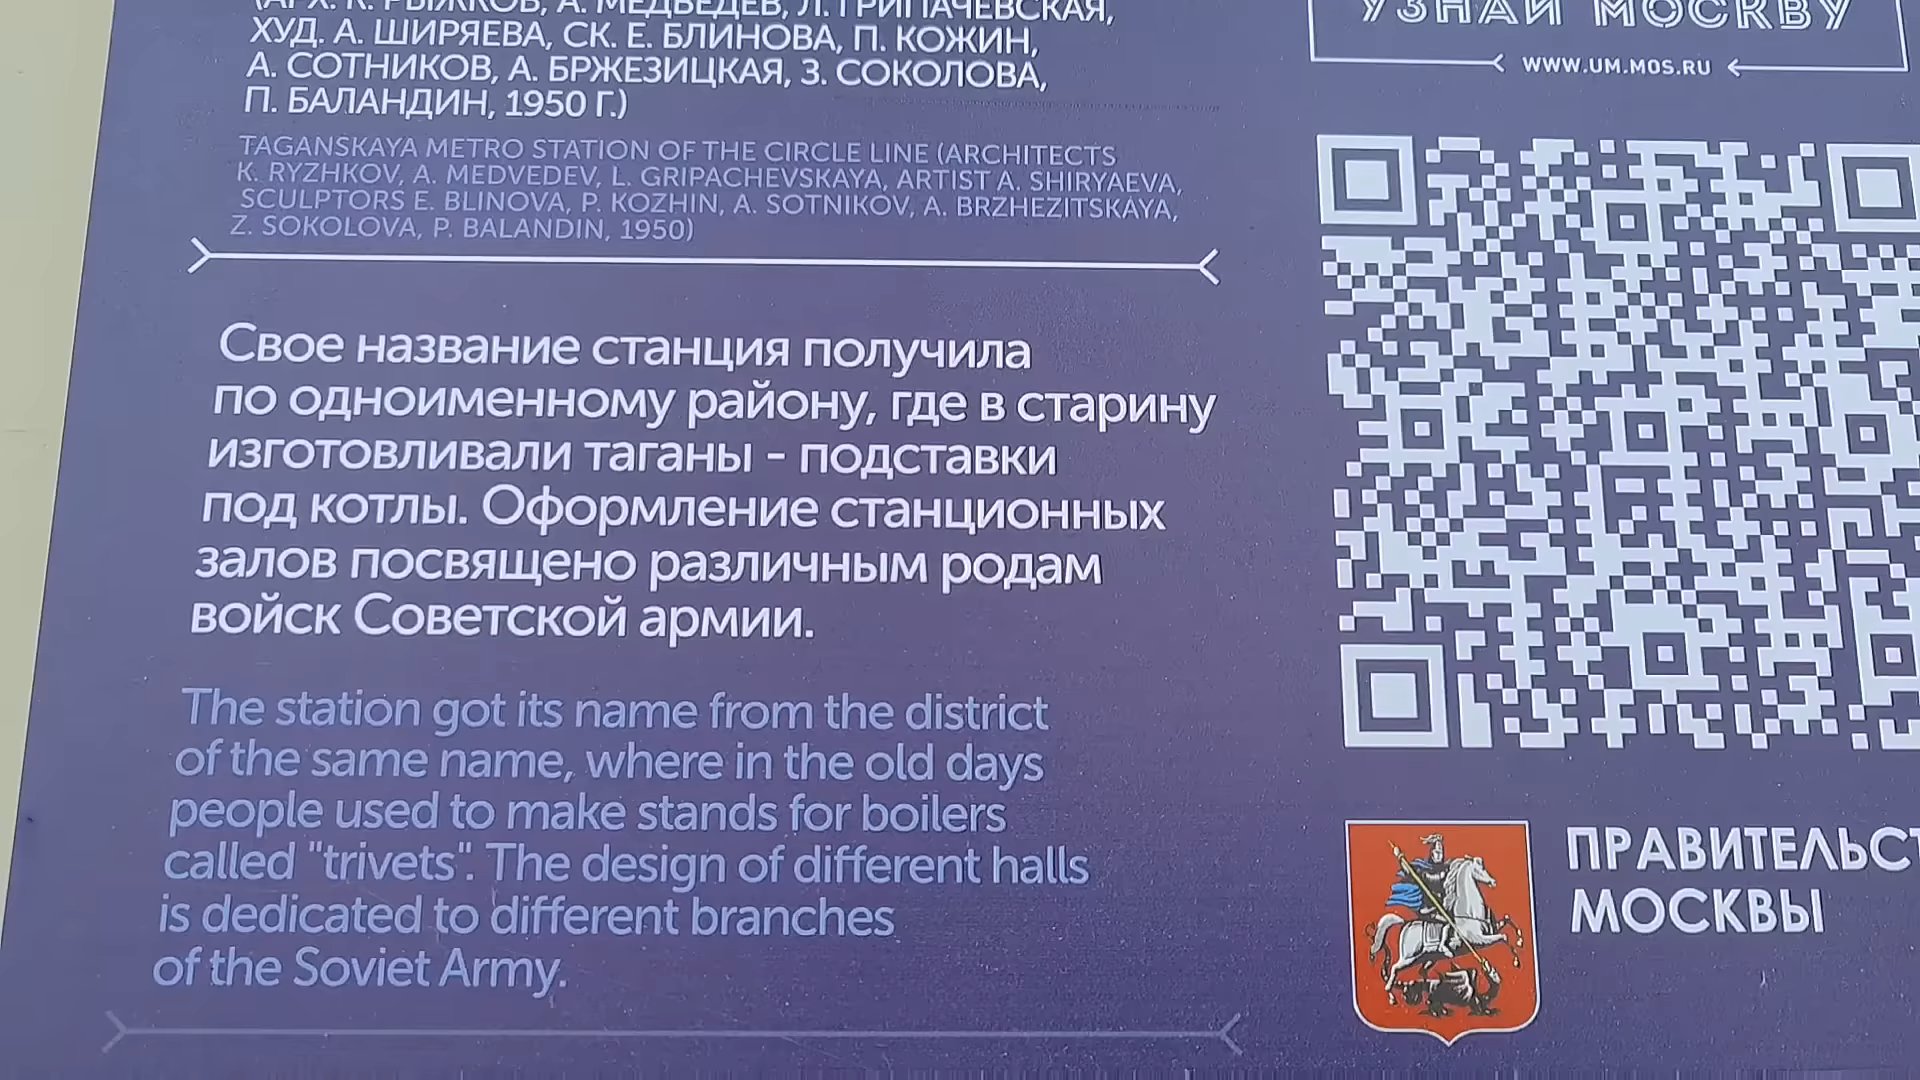 (АРХ. К. РЫЖКОВ, А. МЕДВЕДЕВ, Л. ГРИПАЧЕВСКАЯ,
ХУД. А. ШИРЯЕВА, СК. Е. БЛИНОВА, П. КОЖИН,
А. СОТНИКОВ, А. БРЖЕЗИЦКАЯ, З. СОКОЛОВА,
П. БАЛАНДИН, 1950 Г.)
TAGANSKAYA METRO STATION OF THE CIRCLE LINE (ARCHITECTS
K. RYZHKOV, A. MEDVEDEV, L. GRIPACHEVSKAYA, ARTIST A. SHIRYAEVA,
SCULPTORS E. BLINOVA, P. KOZHIN, A. SOTNIKOV, A. BRZHEZITSKAYA,
Z. SOKOLOVA, P. BALANDIN, 1950)
Свое название станция получила
по одноименному району, где в старину
изготовливали таганы - подставки
под котлы. Оформление станционных
залов посвящено различным родам
войск Советской армии.
The station got its name from the district
of the same name, where in the old days
people used to make stands for boilers
called "trivets". The design of different halls
is dedicated to different branches
of the Soviet Army.
УЗНАЙ МОСКВУ
WWW.UM.MOS.RU
ПРАВИТЕЛЬСТ
МОСКВЫ